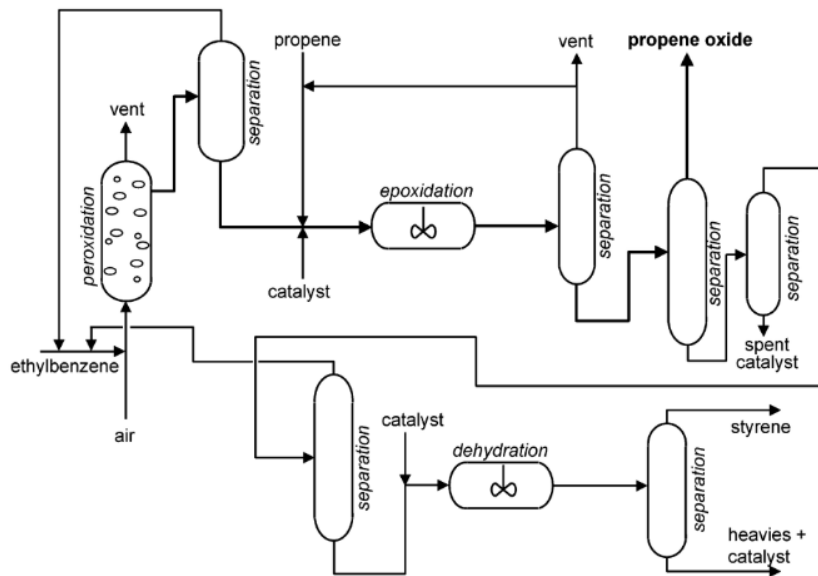 propene
vent
propene oxide
separation
vent
epoxidation
peroxidation
separation
separation
separation
catalyst
spent
catalyst
ethylbenzene
air
catalyst
separation
dehydration
styrene
separation
heavies +
catalyst